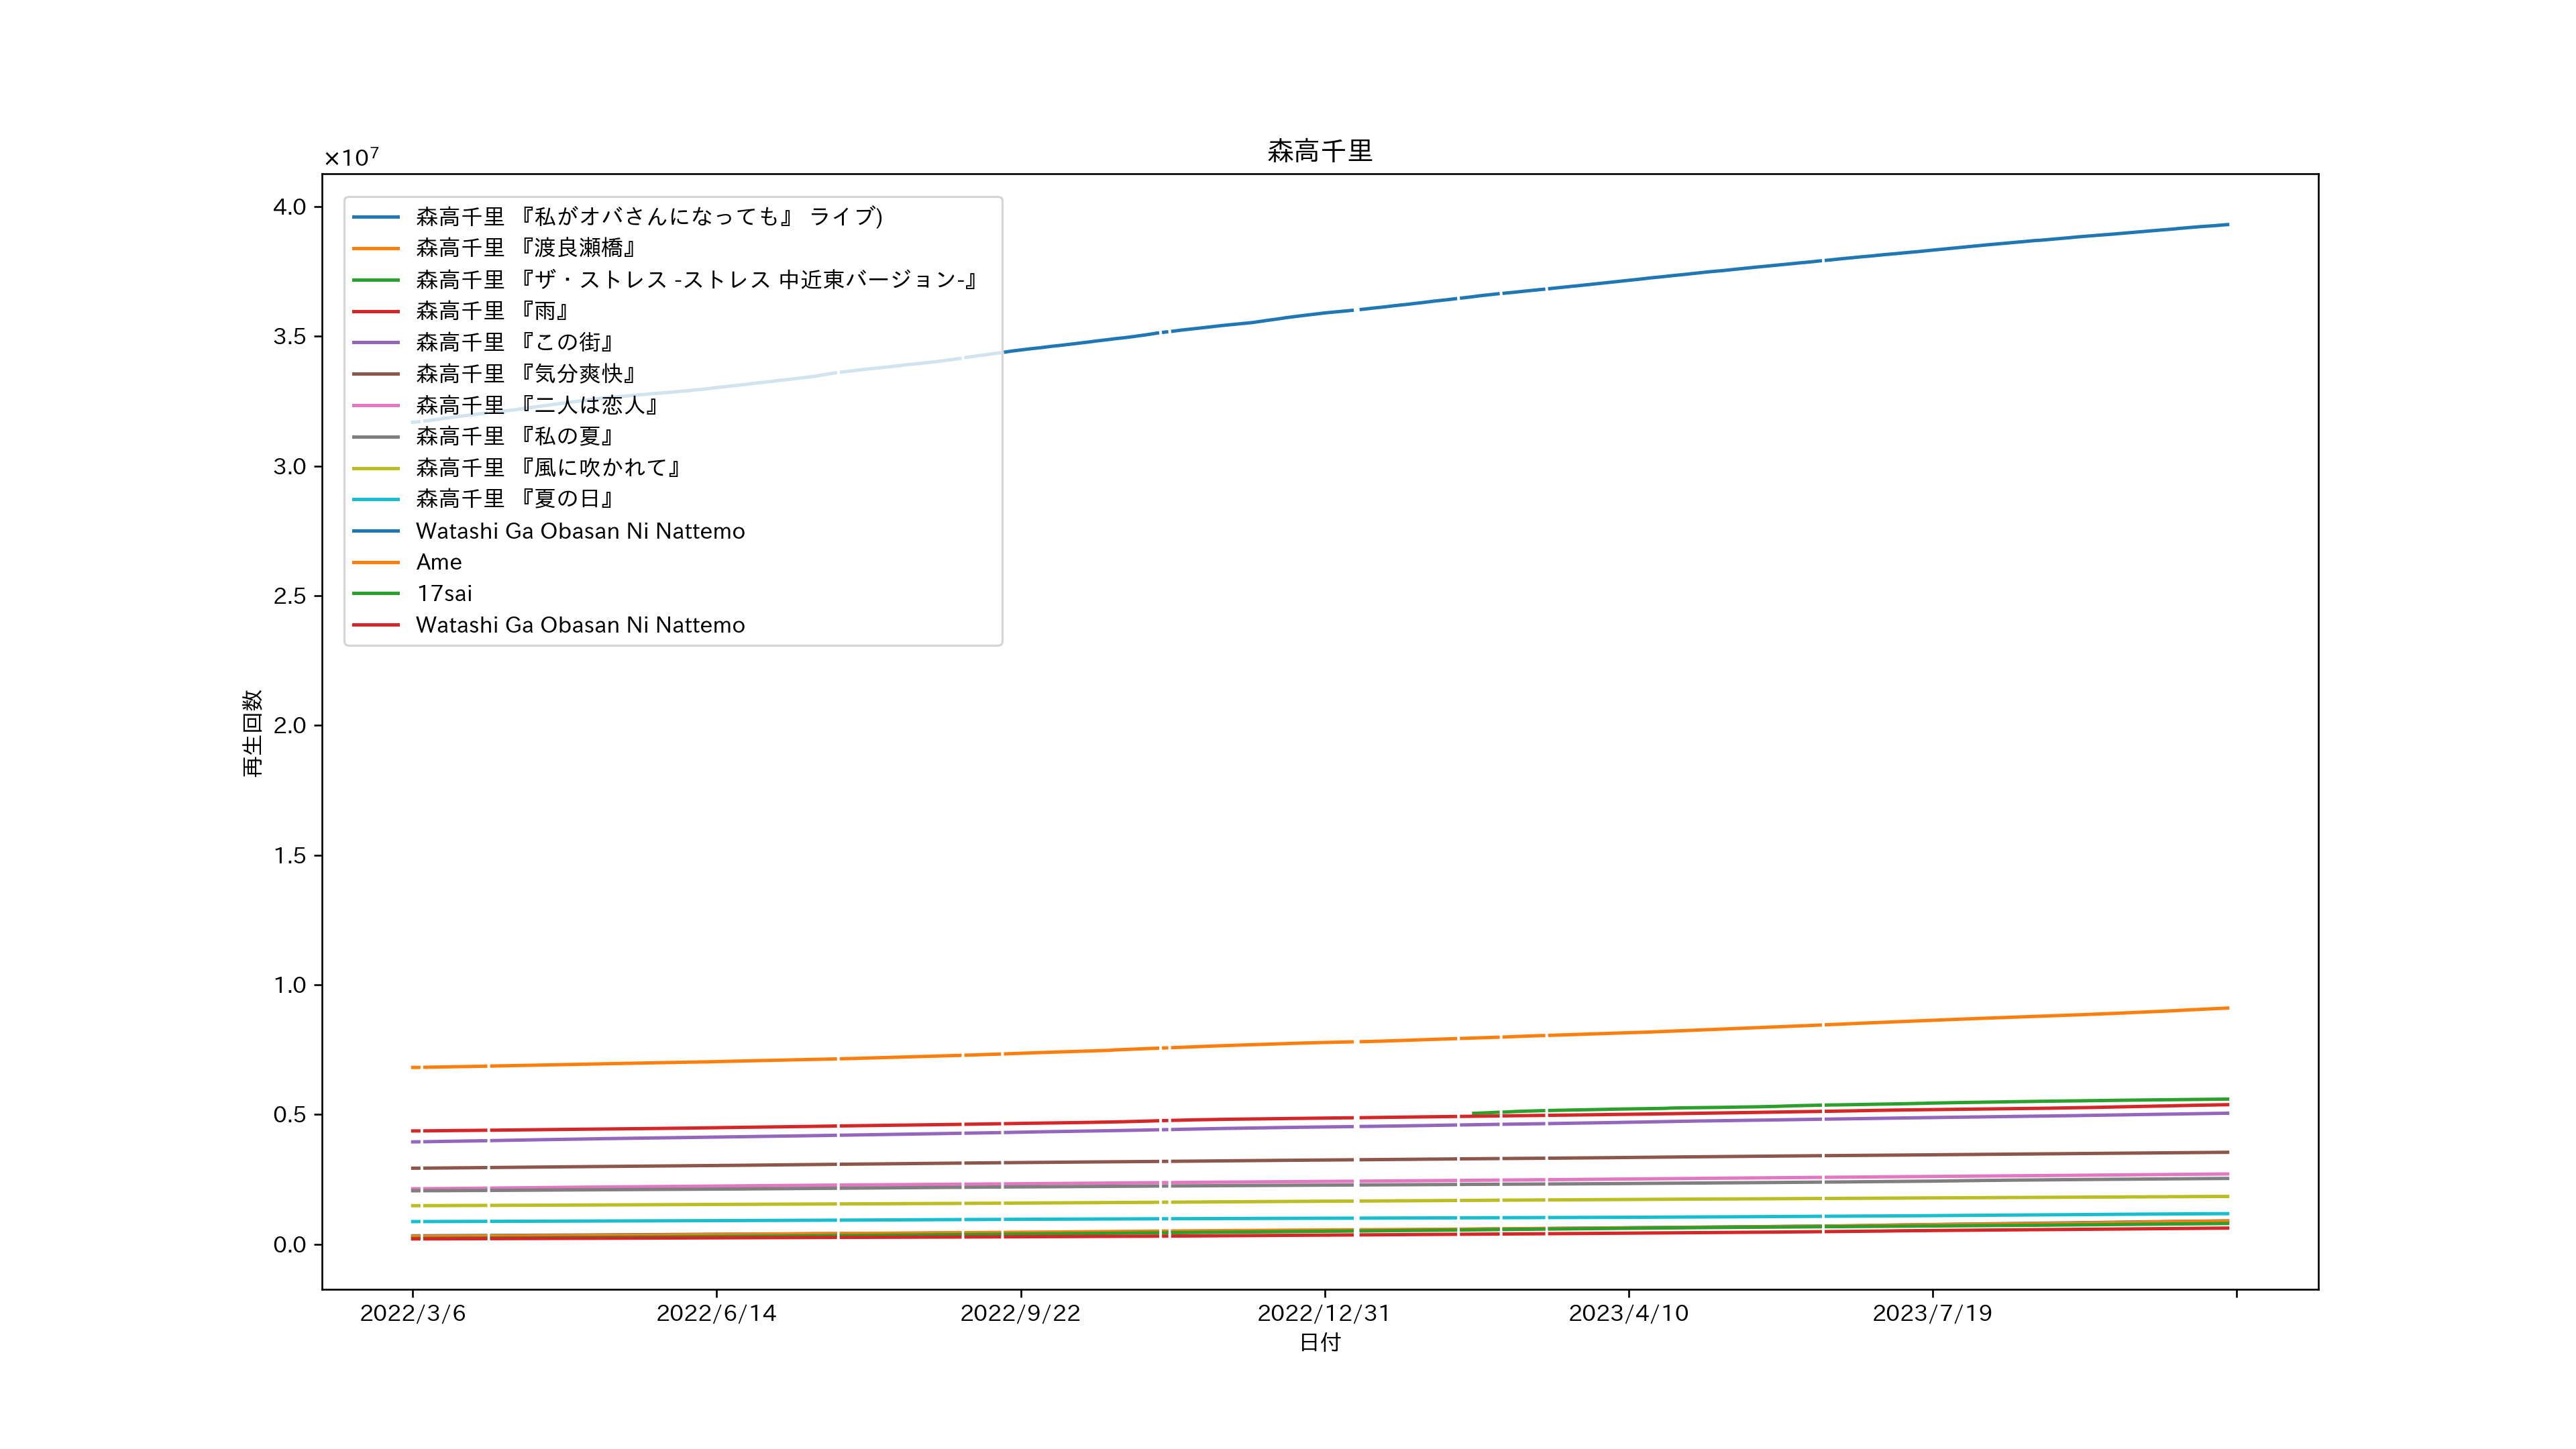 森高千里
×10⁷
4.0
3.5
3.0
2.5
2.0
1.5
1.0
0.5
0.0
再生回数
森高千里 『私がオバさんになっても』 ライブ)
森高千里 『渡良瀬橋』
森高千里 『ザ・ストレス -ストレス 中近東バージョン-』
森高千里 『雨』
森高千里 『この街』
森高千里 『気分爽快』
森高千里 『二人は恋人』
森高千里 『私の夏』
森高千里 『風に吹かれて』
森高千里 『夏の日』
Watashi Ga Obasan Ni Nattemo
Ame
17sai
Watashi Ga Obasan Ni Nattemo
2022/3/6 2022/6/14 2022/9/22 2022/12/31 2023/4/10 2023/7/19
日付